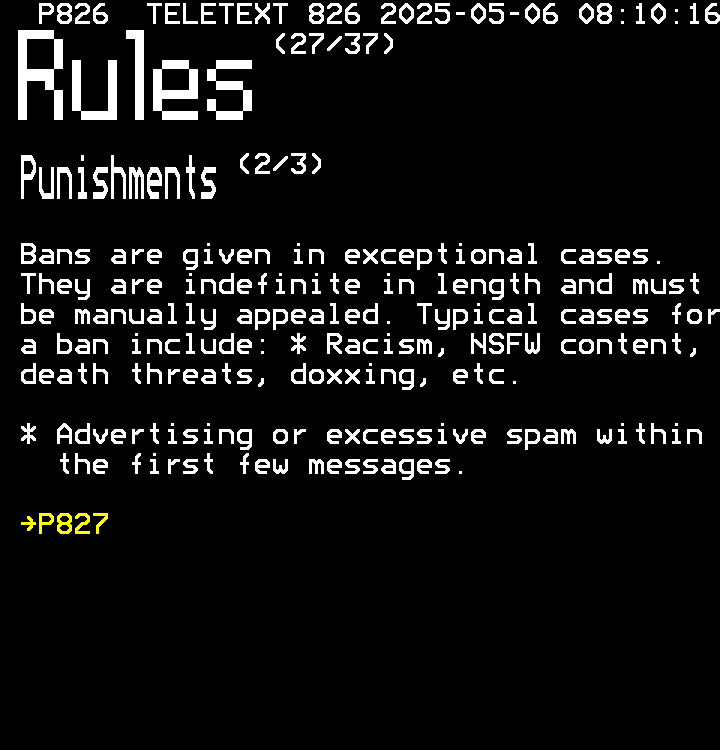 P826 TELETEXT 826 2025-05-06 08:10:16
Rules (27/37)
Punishments (2/3)
Bans are given in exceptional cases.
They are indefinite in length and must
be manually appealed. Typical cases for
a ban include: * Racism, NSFW content,
death threats, doxxing, etc.
* Advertising or excessive spam within
the first few messages.
→P827